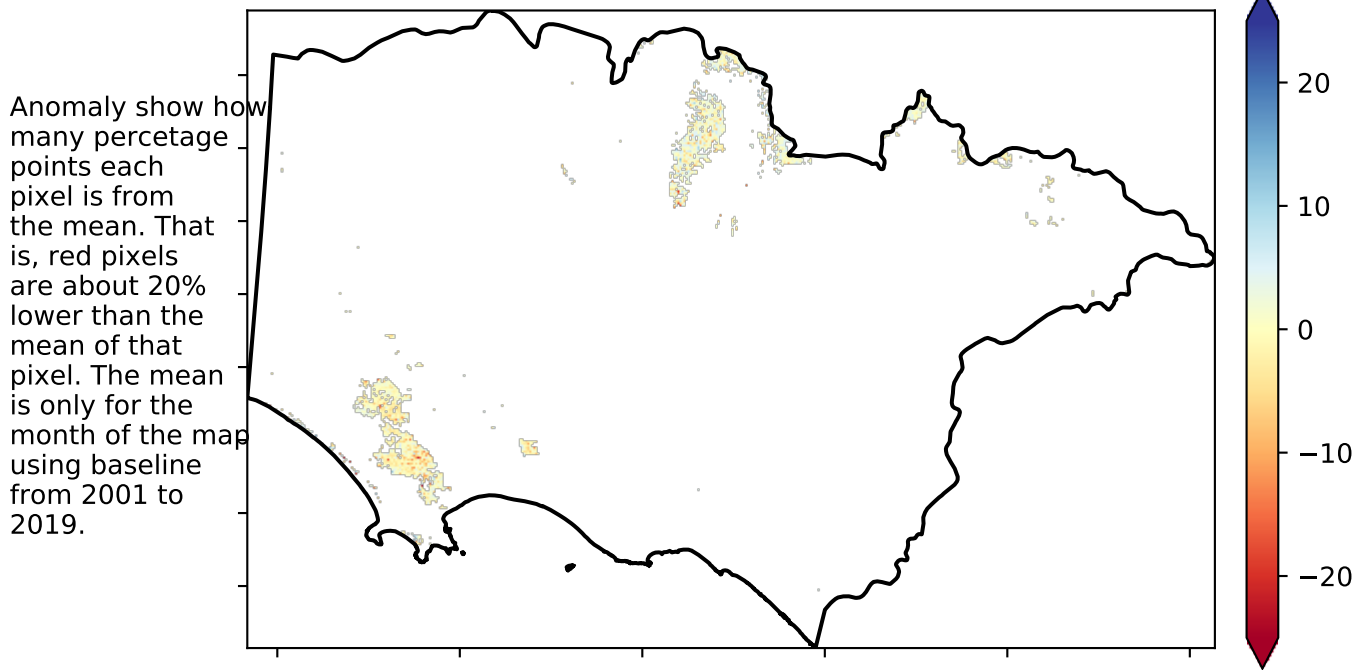 Anomaly show how
many percetage
points each
pixel is from
the mean. That
is, red pixels
are about 20%
lower than the
mean of that
pixel. The mean
is only for the
month of the map
using baseline
from 2001 to
2019.
20
10
0
−10
−20